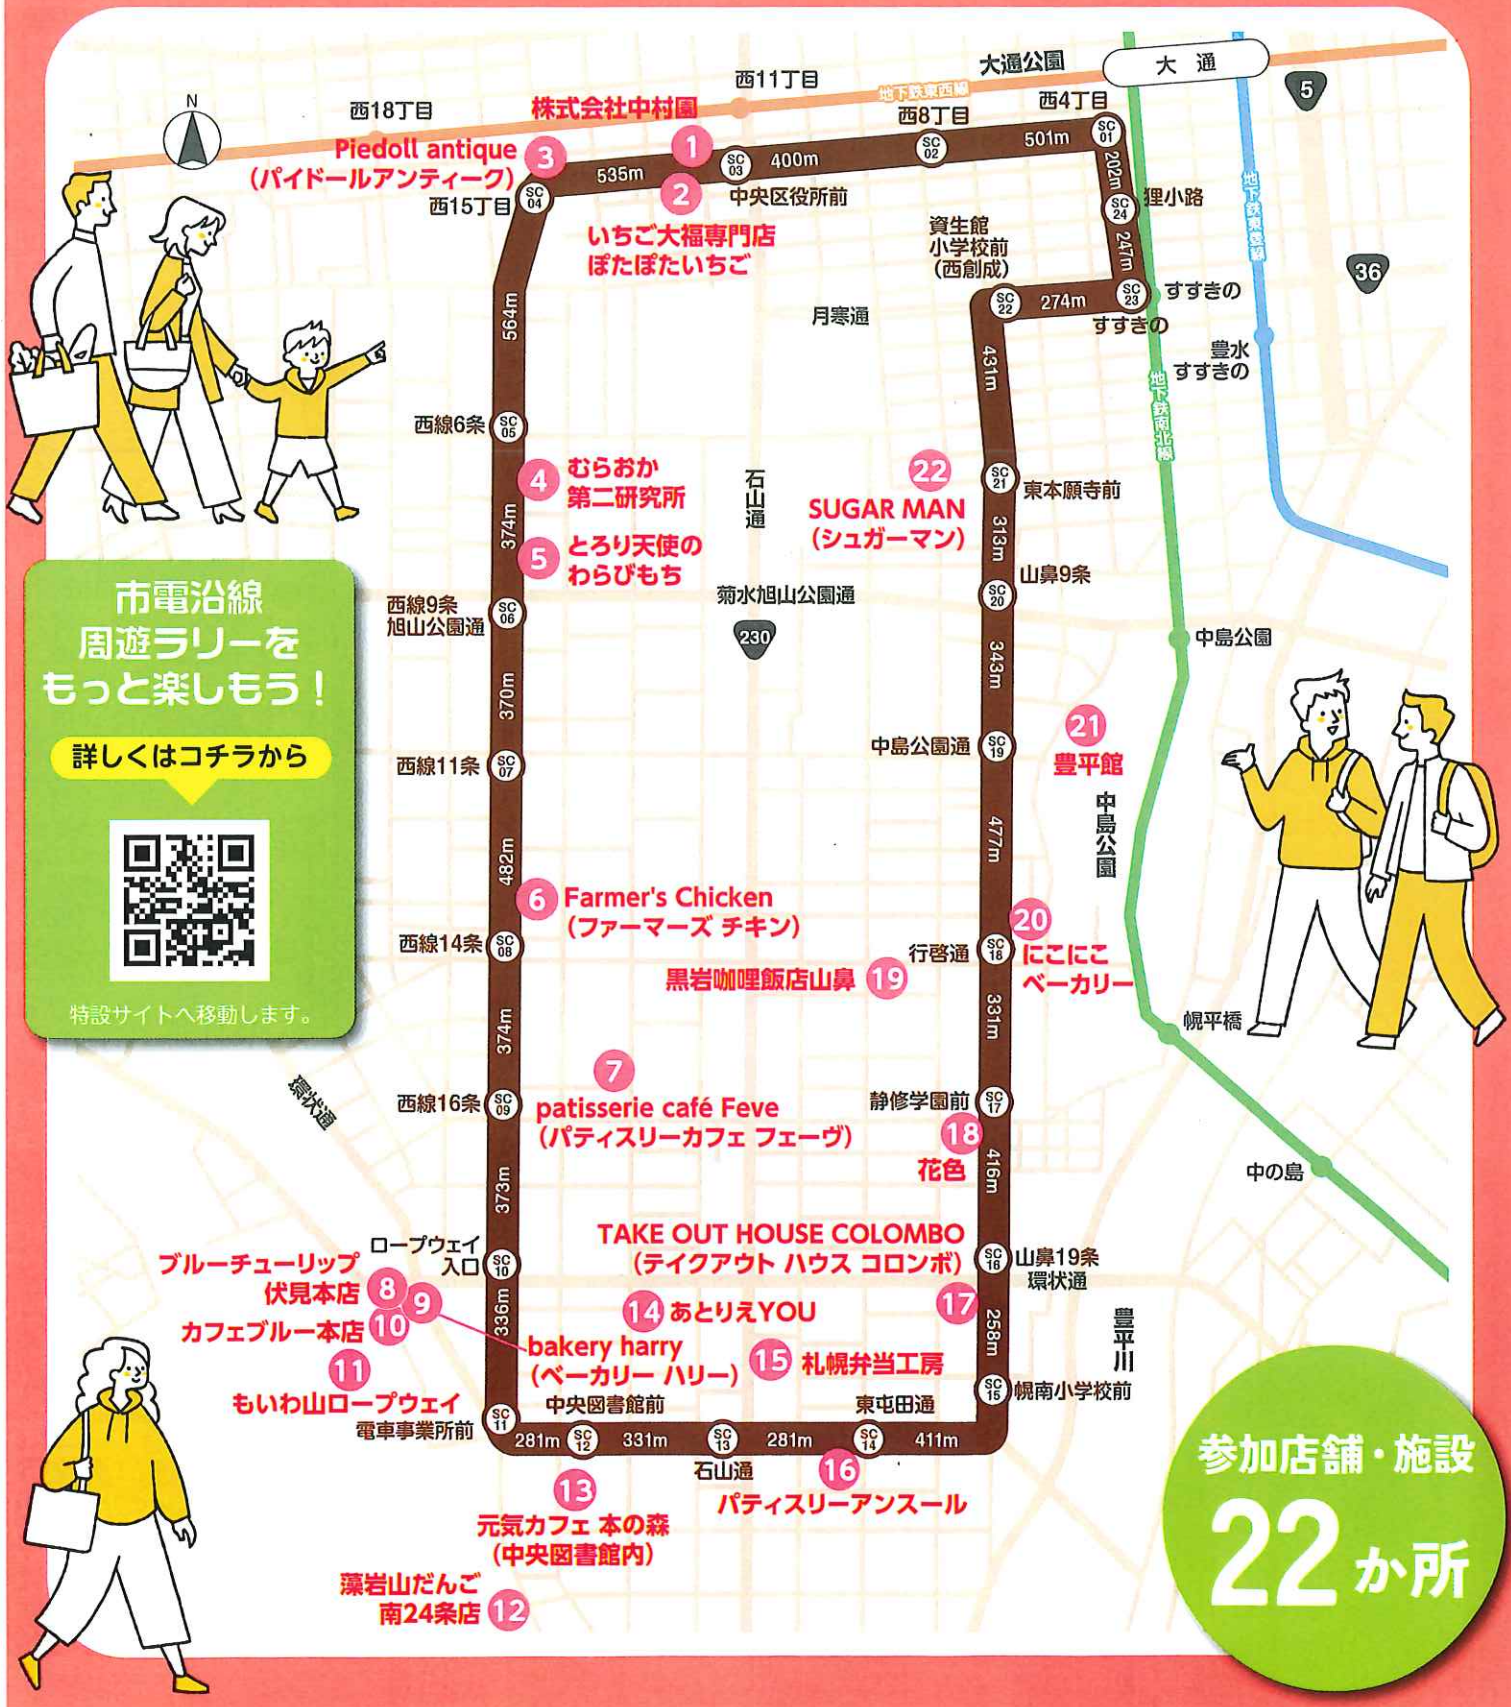 大通公園
大通
5
西11丁目
地下鉄東西線
西4丁目
N
西18丁目
株式会社中村園
西8丁目
Piedoll antique
(パイドールアンティーク)
3
1
2
SC
04
535m
SC
03
400m
SC
02
501m
SC
01
西15丁目
中央区役所前
いちご大福専門店
ぽたぽたいちご
202m
SC
24
狸小路
地下鉄東豊線
247m
資生館
小学校前
(西創成)
SC
22
274m
SC
23
すすきの
すすきの
36
月寒通
豊水
すすきの
地下鉄南北線
564m
431m
西線6条
SC
05
4
むらおか
第二研究所
374m
5
とろり天使の
わらびもち
石山通
22
SUGAR MAN
(シュガーマン)
SC
21
東本願寺前
313m
山鼻9条
SC
20
菊水旭山公園通
230
西線9条
旭山公園通
SC
06
343m
中島公園
市電沿線
周遊ラリーを
もっと楽しもう!
詳しくはコチラから
特設サイトへ移動します。
370m
西線11条
SC
07
中島公園通
SC
19
21
豊平館
中島公園
482m
477m
6
Farmer's Chicken
(ファーマーズ チキン)
西線14条
SC
08
20
にこにこ
ベーカリー
行啓通
SC
18
黒岩咖哩飯店山鼻
19
374m
331m
幌平橋
環状通
7
patisserie café Feve
(パティスリーカフェ フェーヴ)
西線16条
SC
09
静修学園前
SC
17
18
花色
373m
416m
中の島
ロープウェイ
入口
SC
10
TAKE OUT HOUSE COLOMBO
(テイクアウト ハウス コロンボ)
SC
16
山鼻19条
環状通
17
ブルーチューリップ
伏見本店
8
9
カフェブルー本店
10
336m
14
あとりえYOU
258m
豊平川
bakery harry
(ベーカリー ハリー)
15
札幌弁当工房
11
もいわ山ロープウェイ
SC
15
幌南小学校前
電車事業所前
SC
11
中央図書館前
東屯田通
281m
SC
12
331m
SC
13
281m
SC
14
411m
石山通
16
パティスリーアンスール
13
元気カフェ 本の森
(中央図書館内)
藻岩山だんご
南24条店
12
参加店舗・施設
22か所